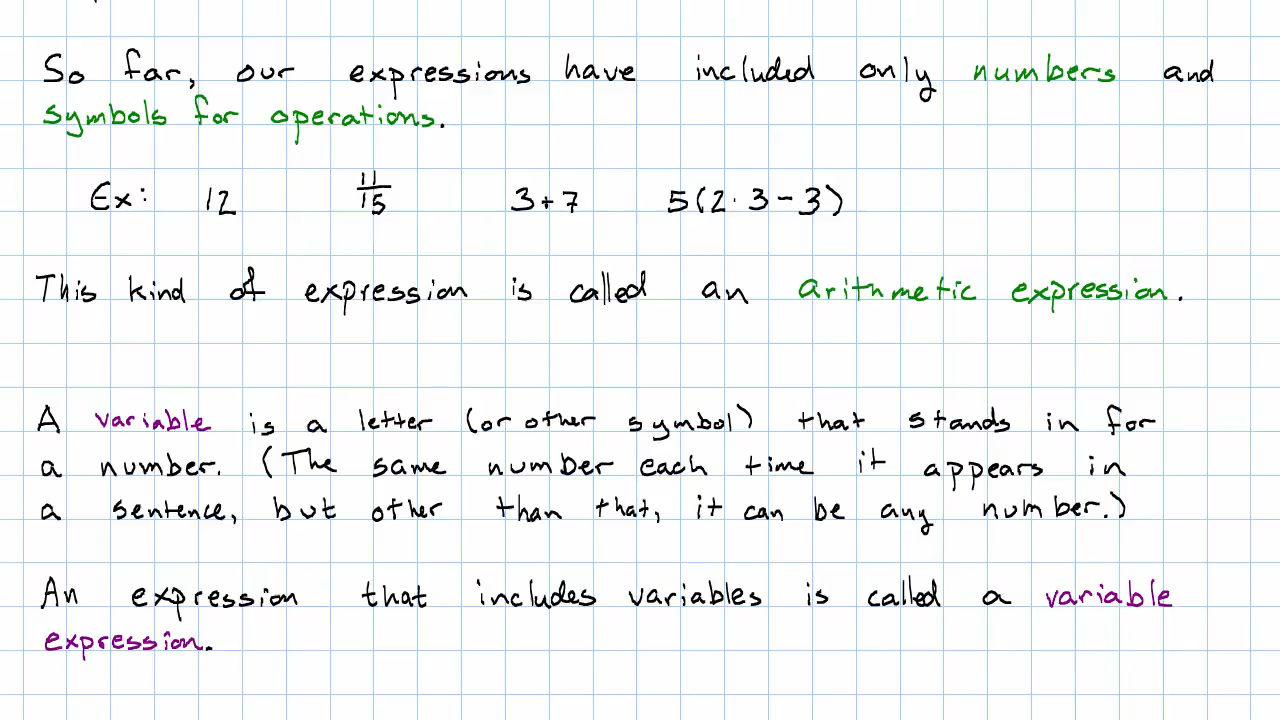 So far, our expressions have included only numbers and
symbols for operations.
Ex: 12 11/15 3+7 5(2·3-3)
This kind of expression is called an arithmetic expression.
A variable is a letter (or other symbol) that stands in for
a number. (The same number each time it appears in
a sentence, but other than that, it can be any number.)
An expression that includes variables is called a variable
expression.